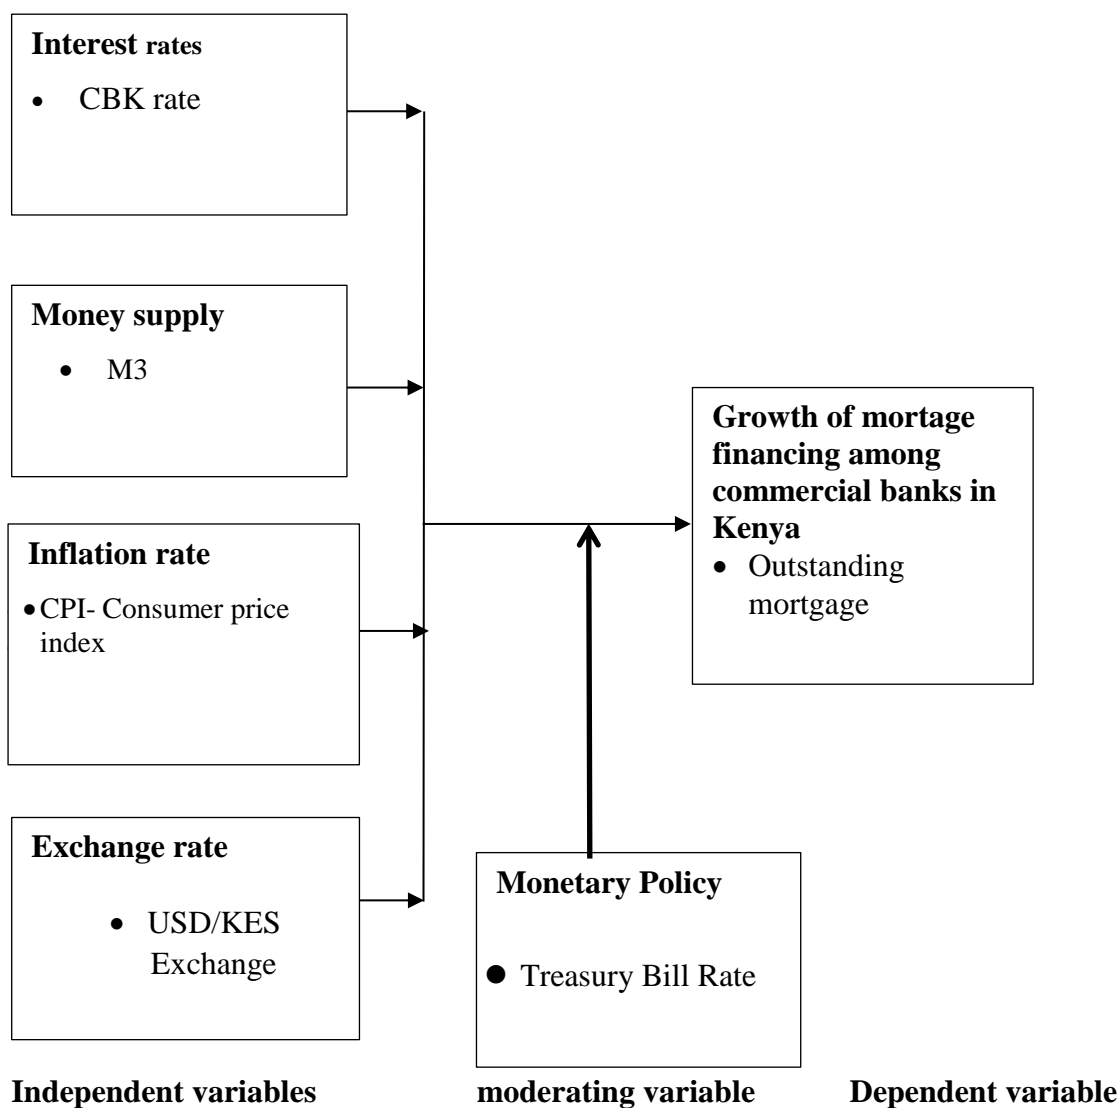 Interest rates
• CBK rate
Money supply
• M3
Inflation rate
• CPI- Consumer price
index
Exchange rate
• USD/KES
Exchange
Growth of mortage
financing among
commercial banks in
Kenya
• Outstanding
mortgage
Monetary Policy
• Treasury Bill Rate
Independent variables
moderating variable
Dependent variable